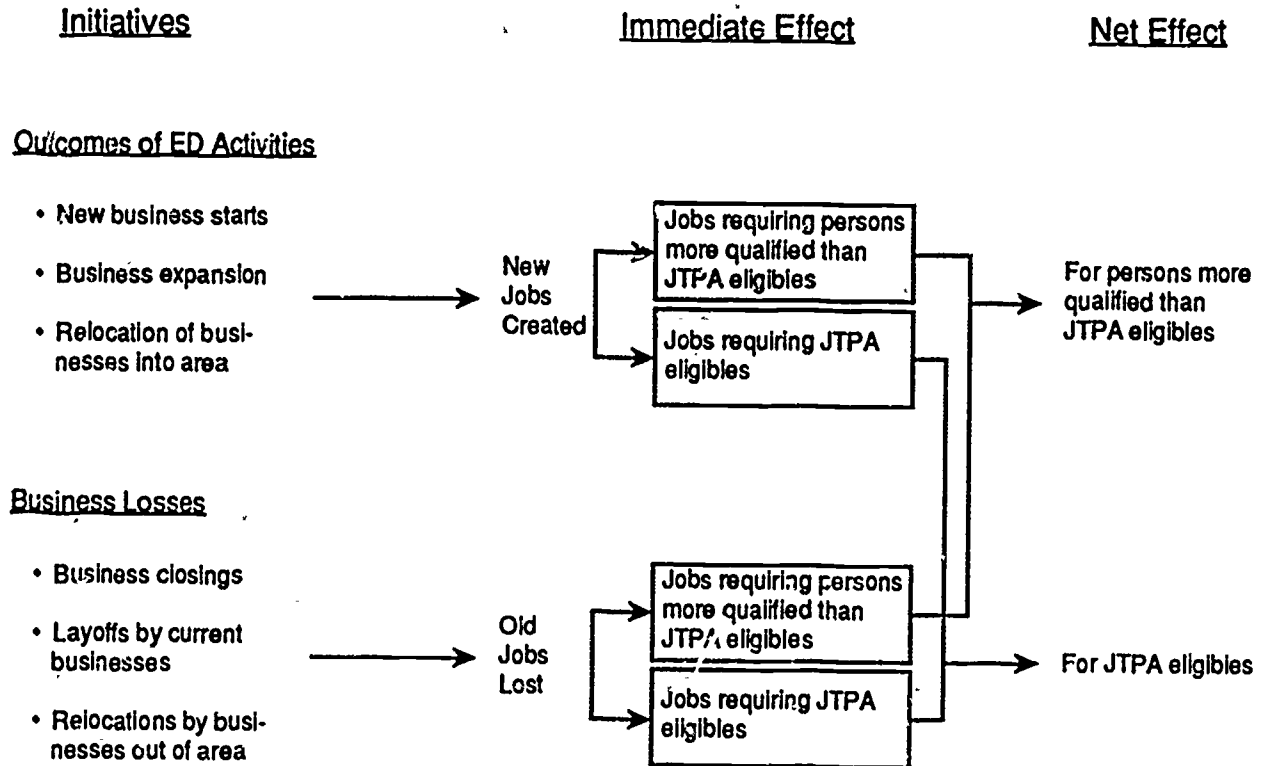 Initiatives
Immediate Effect
Net Effect
Outcomes of ED Activities
• New business starts
• Business expansion
• Relocation of busi-
nesses into area
New
Jobs
Created
Jobs requiring persons
more qualified than
JTPA eligibles
Jobs requiring JTPA
eligibles
For persons more
qualified than
JTPA eligibles
Business Losses
• Business closings
• Layoffs by current
businesses
• Relocations by busi-
nesses out of area
Old
Jobs
Lost
Jobs requiring persons
more qualified than
JTPA eligibles
Jobs requiring JTPA
eligibles
For JTPA eligibles